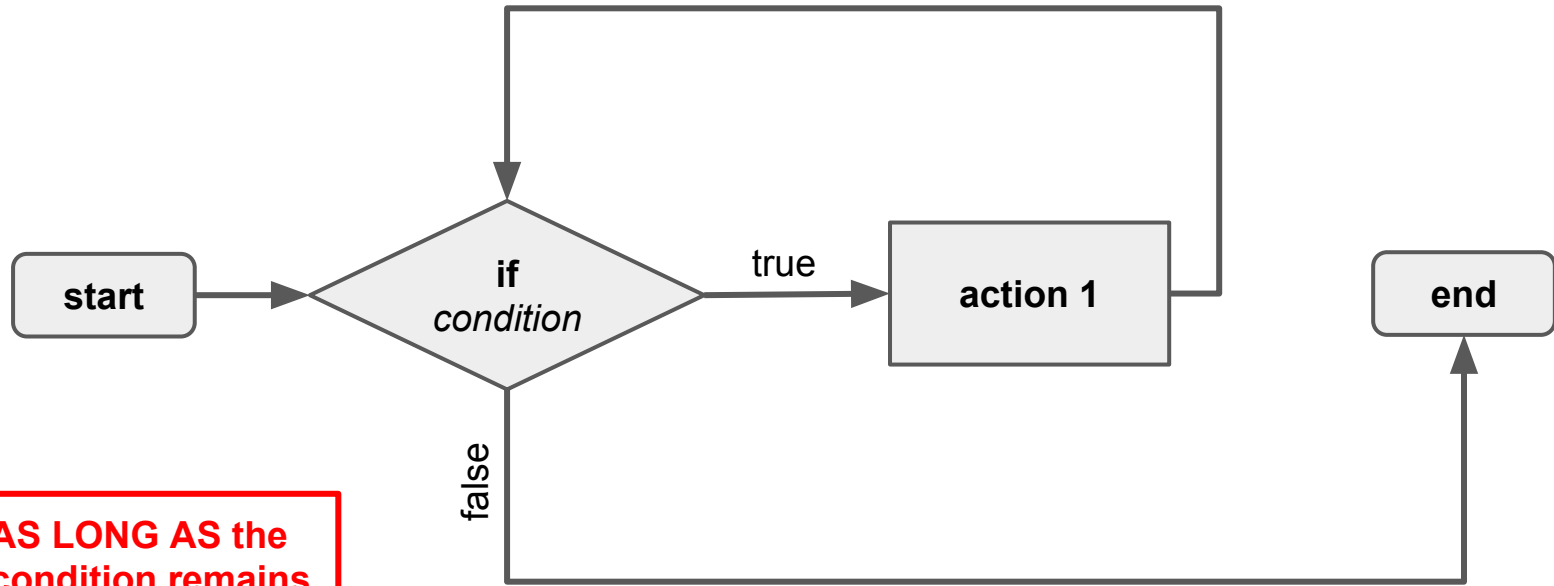 start
if
condition
true
action 1
end
false
AS LONG AS the
condition remains